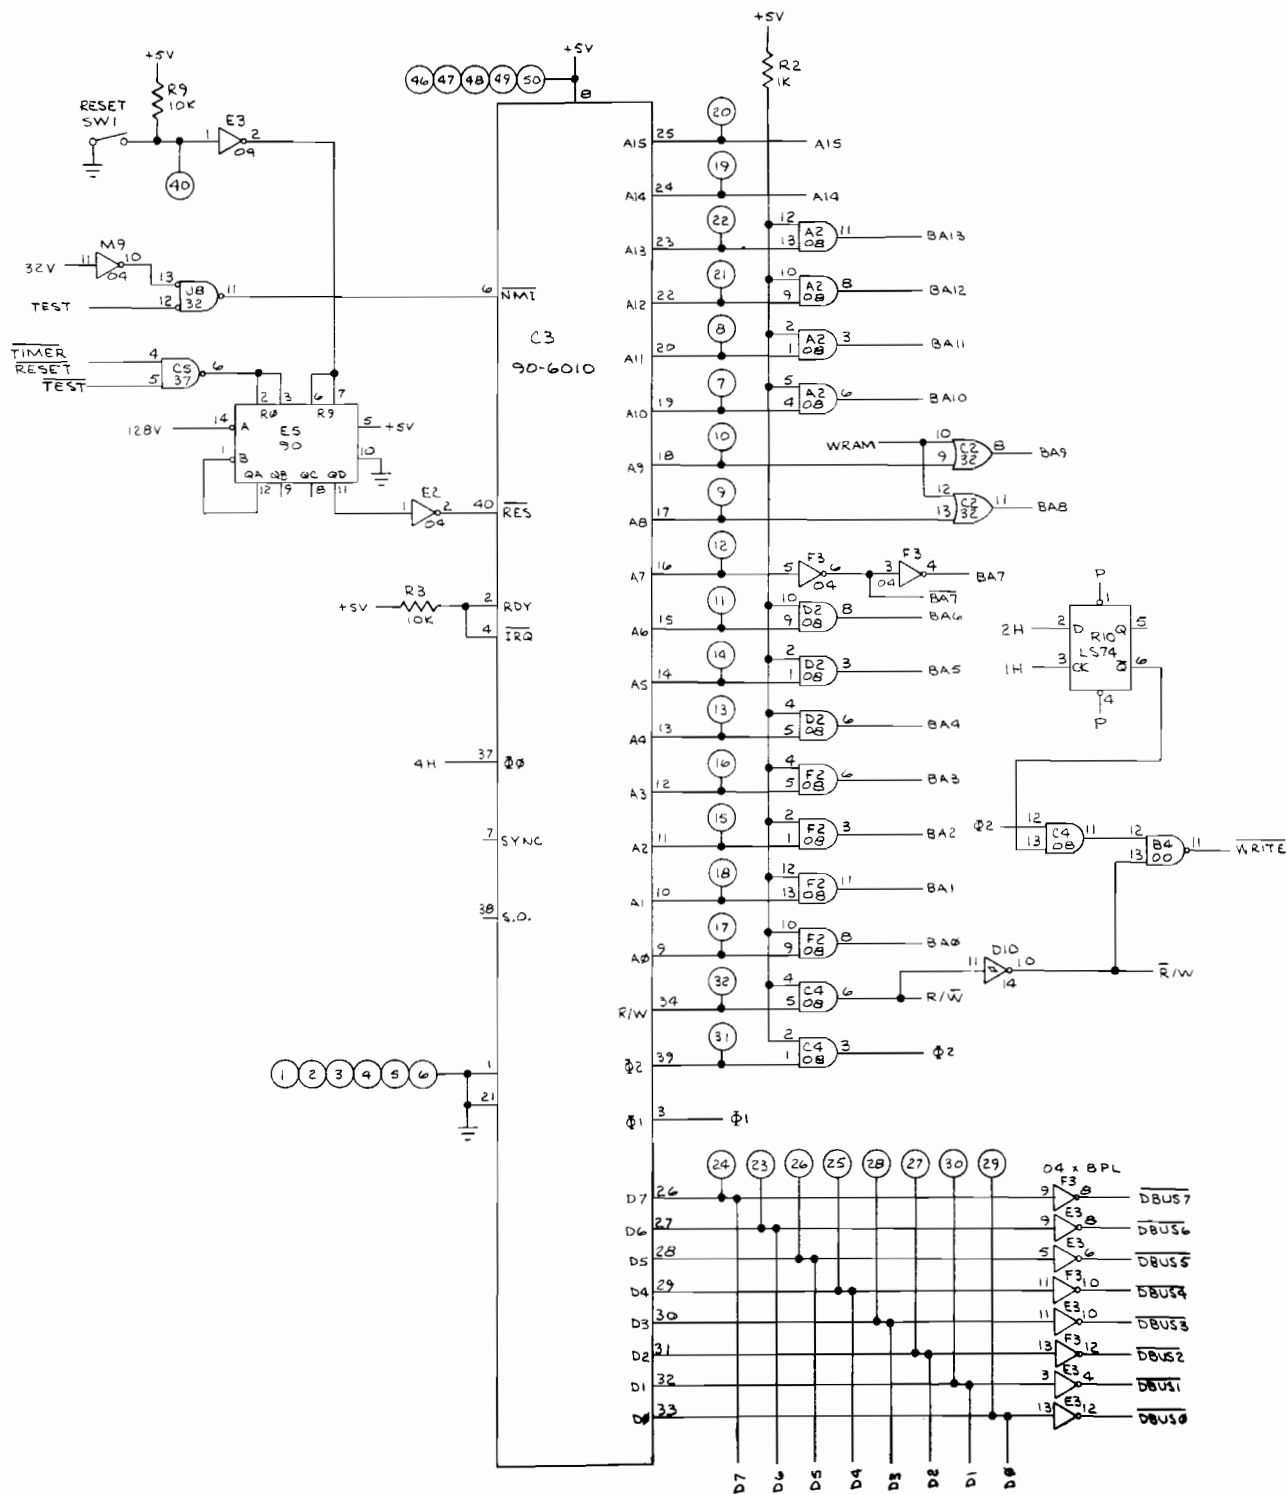 +5V
R9
10K
RESET
SW1
1
E3
2
04
40
46 47 48 49 50
+5V
8
+5V
R2
1K
M9
32V
11
10
04
13
J8
32
11
TEST
12
6
NMI
TIMER
RESET
4
C5
37
6
TEST
5
2 3 6 7
RØ R9
128V
14
A
E5
90
5
+5V
1
B
10
QA QB QC QD
12 9 8 11
1
E2
2
04
40
RES
+5V
R3
10K
2
RDY
4
IRQ
4H
37
ΦØ
7
SYNC
38
S.O.
1 2 3 4 5 6
1
21
C3
90-6010
A15 25 20 A15
A14 24 19 A14
A13 23 22 12 13 A2 08 11 BA13
A12 22 21 10 9 A2 08 8 BA12
A11 20 8 2 1 A2 08 3 BA11
A10 19 7 5 4 A2 08 6 BA10
WRAM
A9 18 10 10 9 C2 32 8 BA9
A8 17 9 12 13 C2 32 11 BA8
A7 16 12 5 F3 6 04 3 F3 4 04 BA7
BA7
A6 15 11 10 9 D2 08 8 BA6
A5 14 14 2 1 D2 08 3 BA5
A4 13 13 4 5 D2 08 6 BA4
A3 12 16 4 5 F2 08 6 BA3
A2 11 15 2 1 F2 08 3 BA2
A1 10 18 12 13 F2 08 11 BA1
AØ 9 17 10 9 F2 08 8 BAØ
R/W 34 32 4 5 C4 08 6 R/W
Φ2 39 31 2 1 C4 08 3 Φ2
Φ1 3 Φ1
P
1
2H 2 D R10 Q 5
LS74
1H 3 CK Q 6
4
P
Φ2 12 13 C4 08 11
12 13 B4 00 11 WRITE
11 D10 10 14 R/W
24 23 26 25 28 27 30 29
04 x BPL
D7 26 9 F3 8 DBUS7
D6 27 9 E3 8 DBUS6
D5 28 5 E3 6 DBUS5
D4 29 11 F3 10 DBUS4
D3 30 11 E3 10 DBUS3
D2 31 13 F3 12 DBUS2
D1 32 3 E3 4 DBUS1
DØ 33 13 E3 12 DBUSØ
D7 D6 D5 D4 D3 D2 D1 DØ